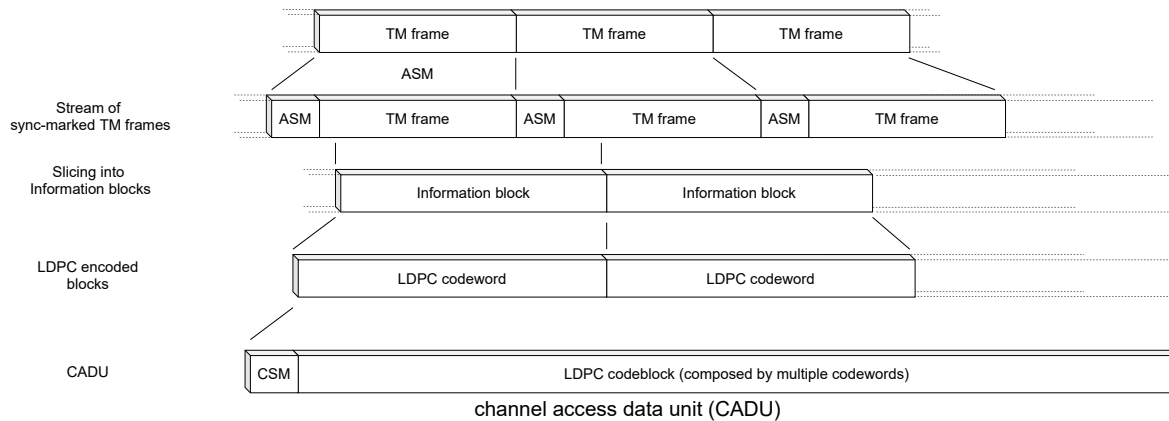 TM frame TM frame TM frame
ASM
Stream of
sync-marked TM frames
ASM TM frame ASM TM frame ASM TM frame
Slicing into
Information blocks
Information block Information block
LDPC encoded
blocks
LDPC codeword LDPC codeword
CADU
CSM LDPC codeblock (composed by multiple codewords)
channel access data unit (CADU)